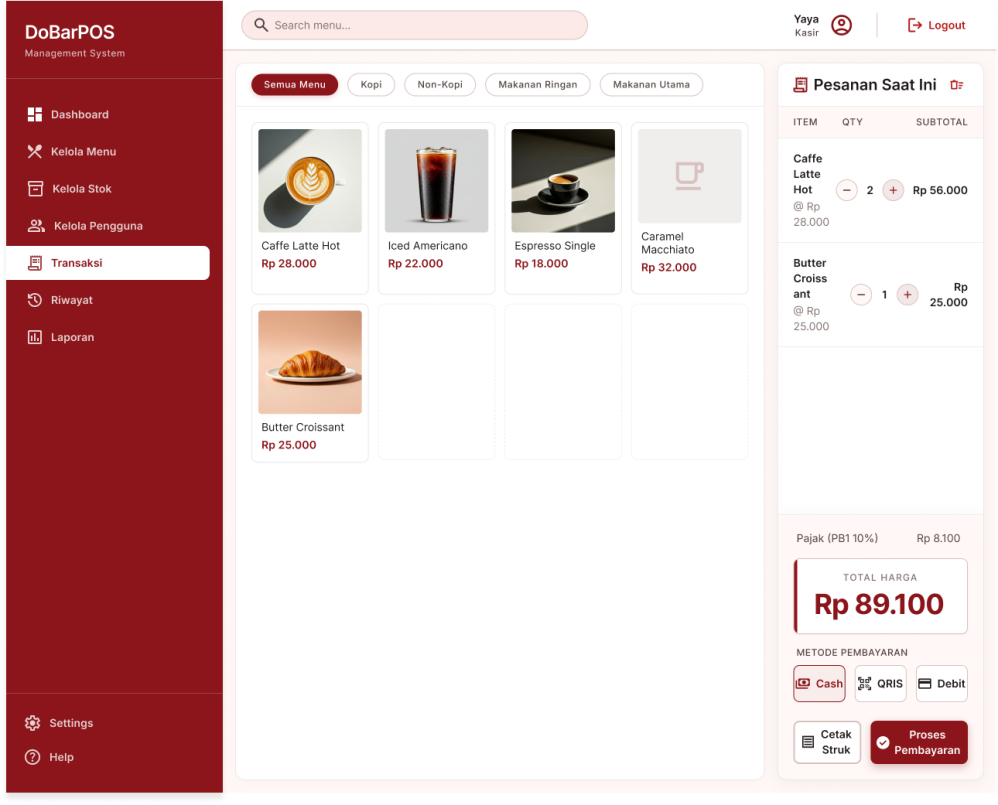 DoBarPOS
Management System
Dashboard
Kelola Menu
Kelola Stok
Kelola Pengguna
Transaksi
Riwayat
Laporan
Settings
Help
Search menu...
Yaya
Kasir
Logout
Semua Menu
Kopi
Non-Kopi
Makanan Ringan
Makanan Utama
Caffe Latte Hot
Rp 28.000
Iced Americano
Rp 22.000
Espresso Single
Rp 18.000
Caramel
Macchiato
Rp 32.000
Butter Croissant
Rp 25.000
Pesanan Saat Ini
ITEM QTY SUBTOTAL
Caffe
Latte
Hot
@ Rp
28.000
2
Rp 56.000
Butter
Croiss
ant
@ Rp
25.000
1
Rp
25.000
Pajak (PB1 10%) Rp 8.100
TOTAL HARGA
Rp 89.100
METODE PEMBAYARAN
Cash
QRIS
Debit
Cetak
Struk
Proses
Pembayaran